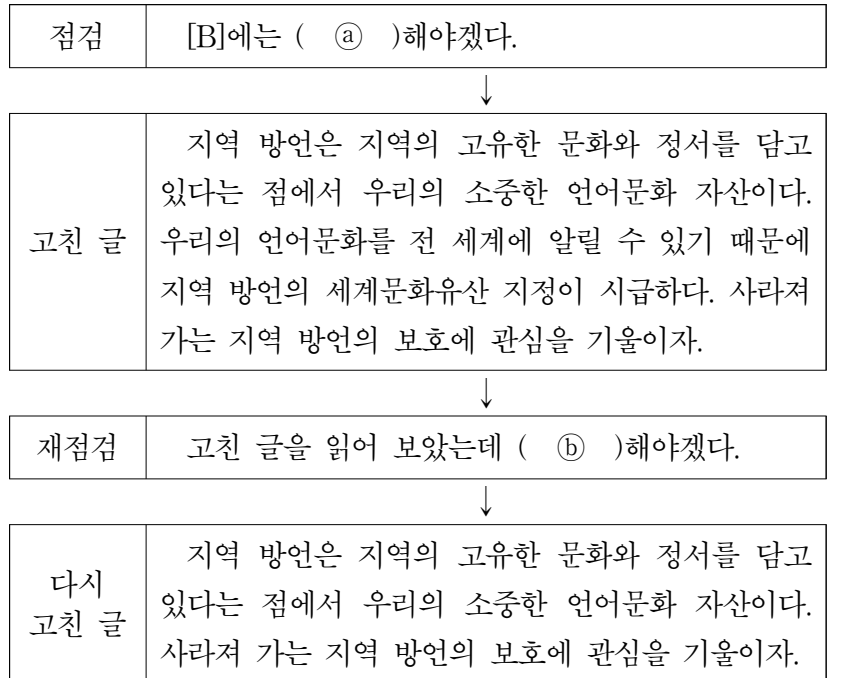 점검 [B]에는 ( ⓐ )해야겠다.
↓
지역 방언은 지역의 고유한 문화와 정서를 담고
있다는 점에서 우리의 소중한 언어문화 자산이다.
고친 글 우리의 언어문화를 전 세계에 알릴 수 있기 때문에
지역 방언의 세계문화유산 지정이 시급하다. 사라져
가는 지역 방언의 보호에 관심을 기울이자.
↓
재점검 고친 글을 읽어 보았는데 ( ⓑ )해야겠다.
↓
다시
고친 글
지역 방언은 지역의 고유한 문화와 정서를 담고
있다는 점에서 우리의 소중한 언어문화 자산이다.
사라져 가는 지역 방언의 보호에 관심을 기울이자.